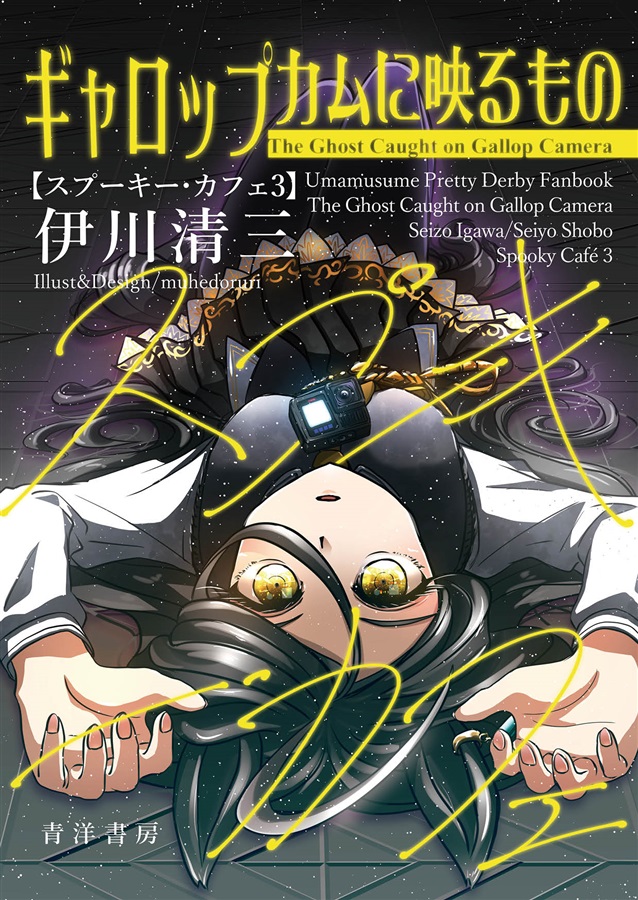 ギャロップカムに映るもの
The Ghost Caught on Gallop Camera
【スプーキー・カフェ3】
伊川清三
Illust&Design/muhedoruri
Umamusume Pretty Derby Fanbook
The Ghost Caught on Gallop Camera
Seizo Igawa/Seiyo Shobo
Spooky Café 3
スプーキ
ーカフェ
青洋書房